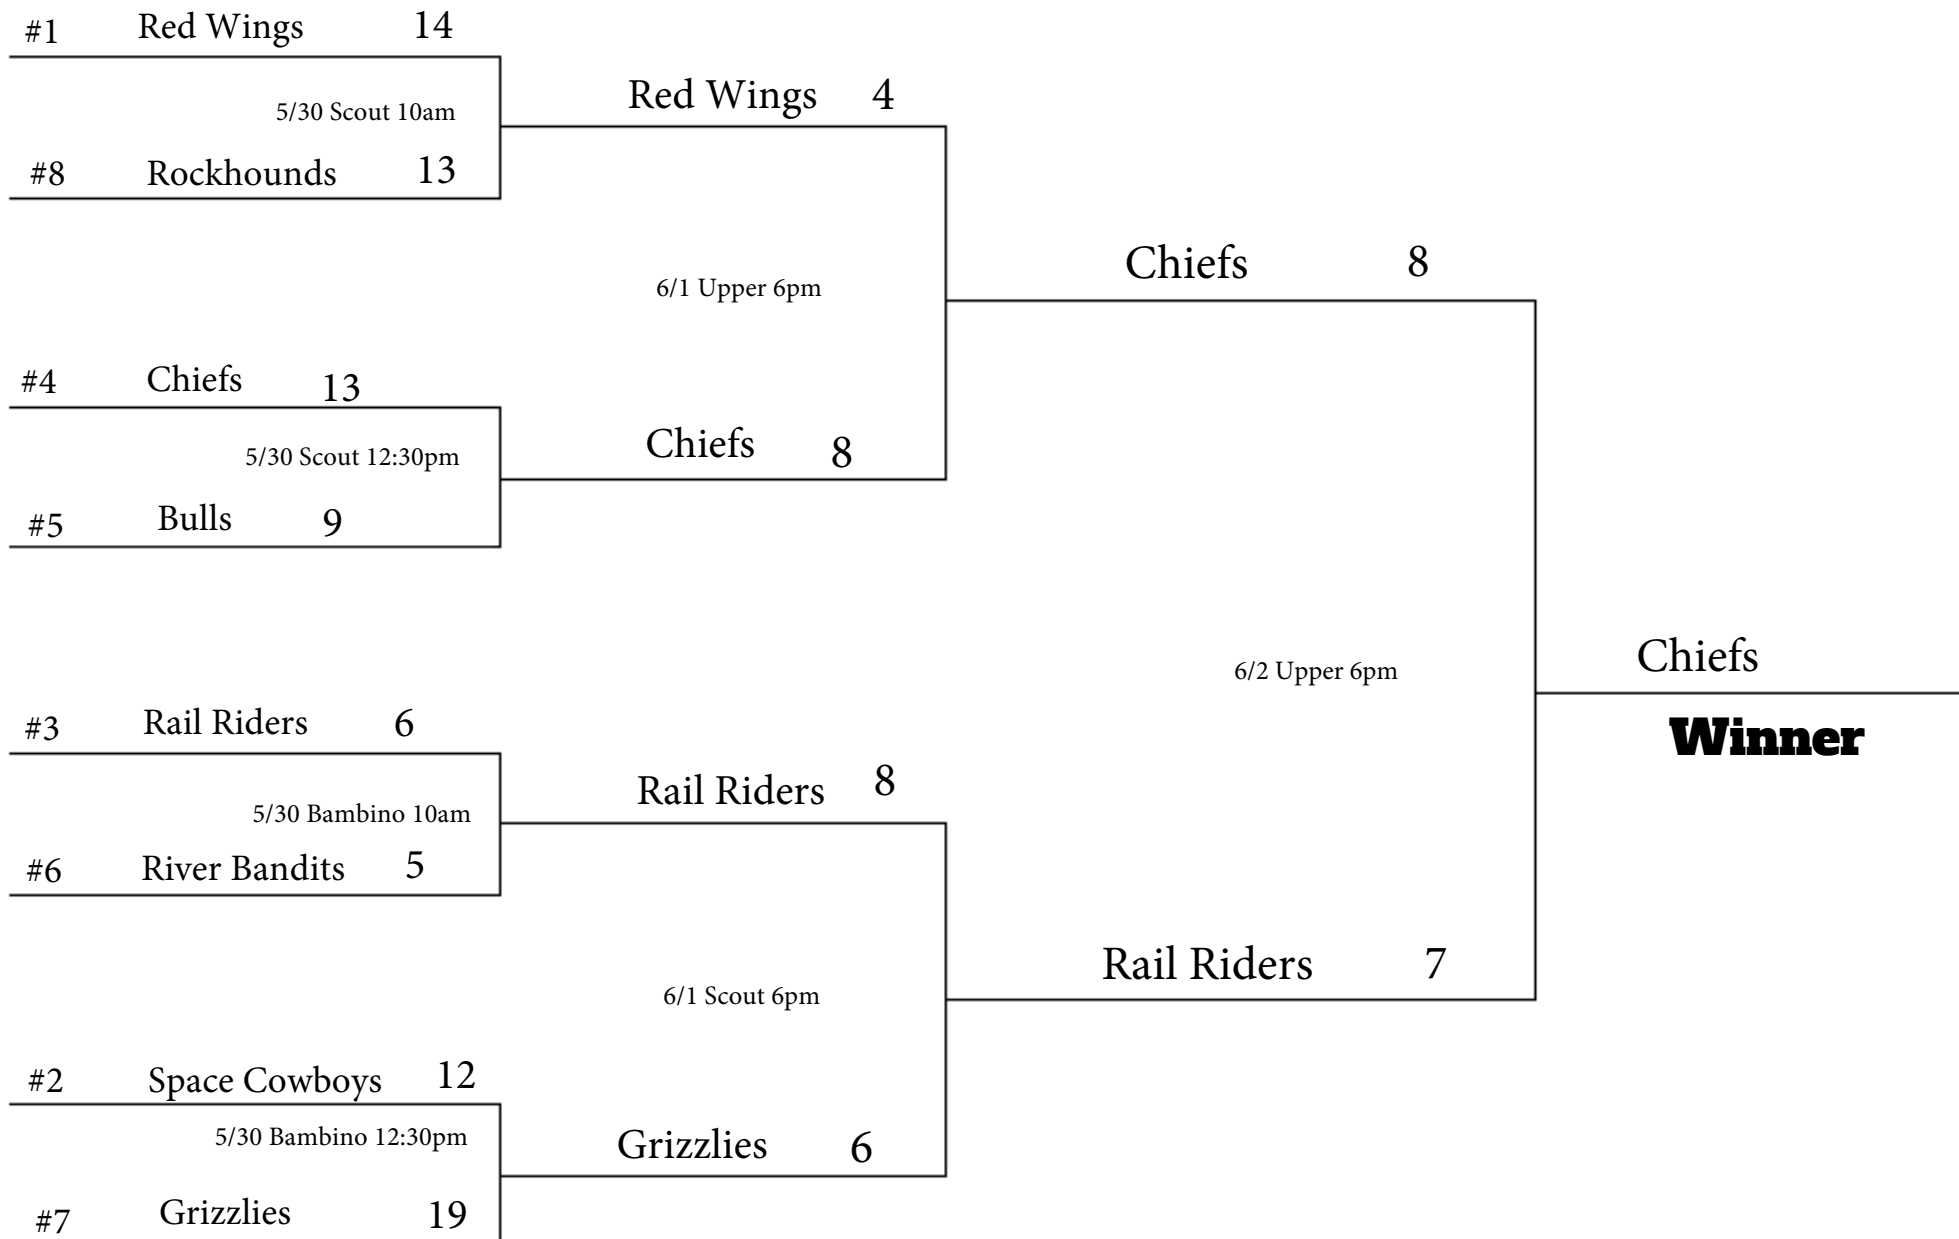 #1 Red Wings 14
5/30 Scout 10am
#8 Rockhounds 13
Red Wings 4
6/1 Upper 6pm
#4 Chiefs 13
5/30 Scout 12:30pm
#5 Bulls 9
Chiefs 8
Chiefs 8
6/2 Upper 6pm
#3 Rail Riders 6
5/30 Bambino 10am
#6 River Bandits 5
Rail Riders 8
6/1 Scout 6pm
#2 Space Cowboys 12
5/30 Bambino 12:30pm
#7 Grizzlies 19
Grizzlies 6
Rail Riders 7
Chiefs
Winner